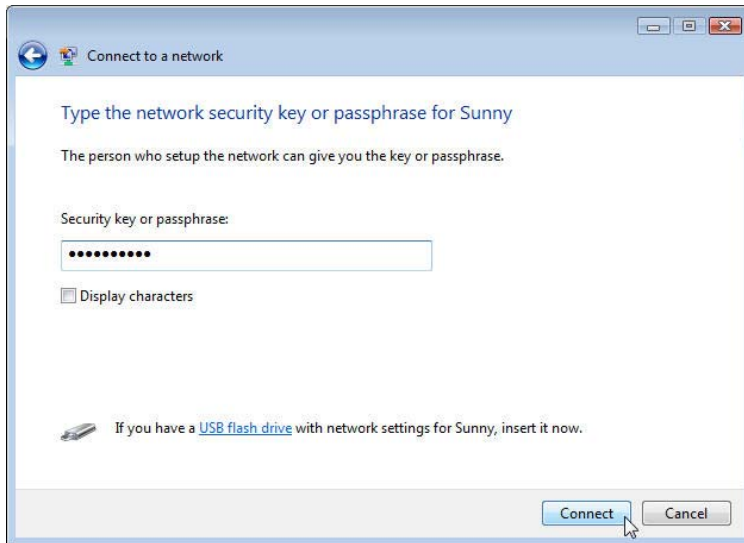 Connect to a network
Type the network security key or passphrase for Sunny
The person who setup the network can give you the key or passphrase.
Security key or passphrase:
••••••••••
Display characters
If you have a USB flash drive with network settings for Sunny, insert it now.
Connect
Cancel